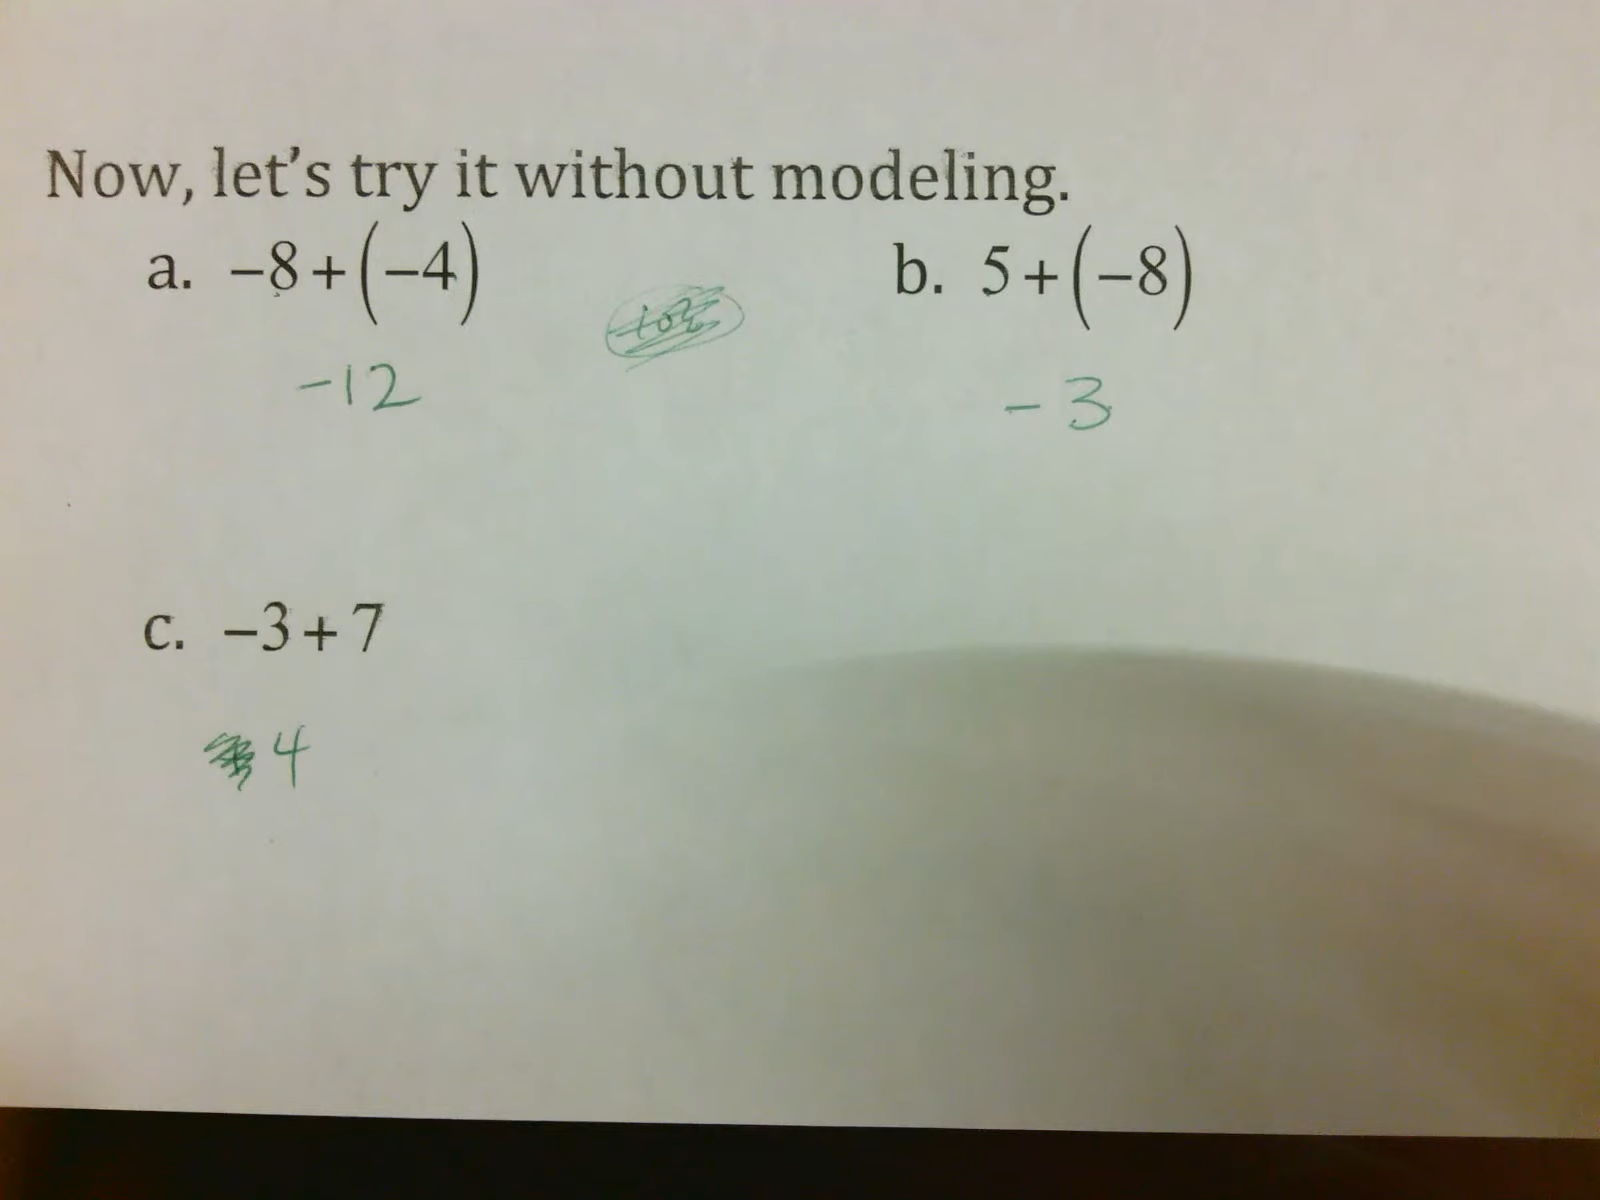 Now, let's try it without modeling.
a. −8+(−4)
b. 5+(−8)
-12
-3
c. −3+7
4